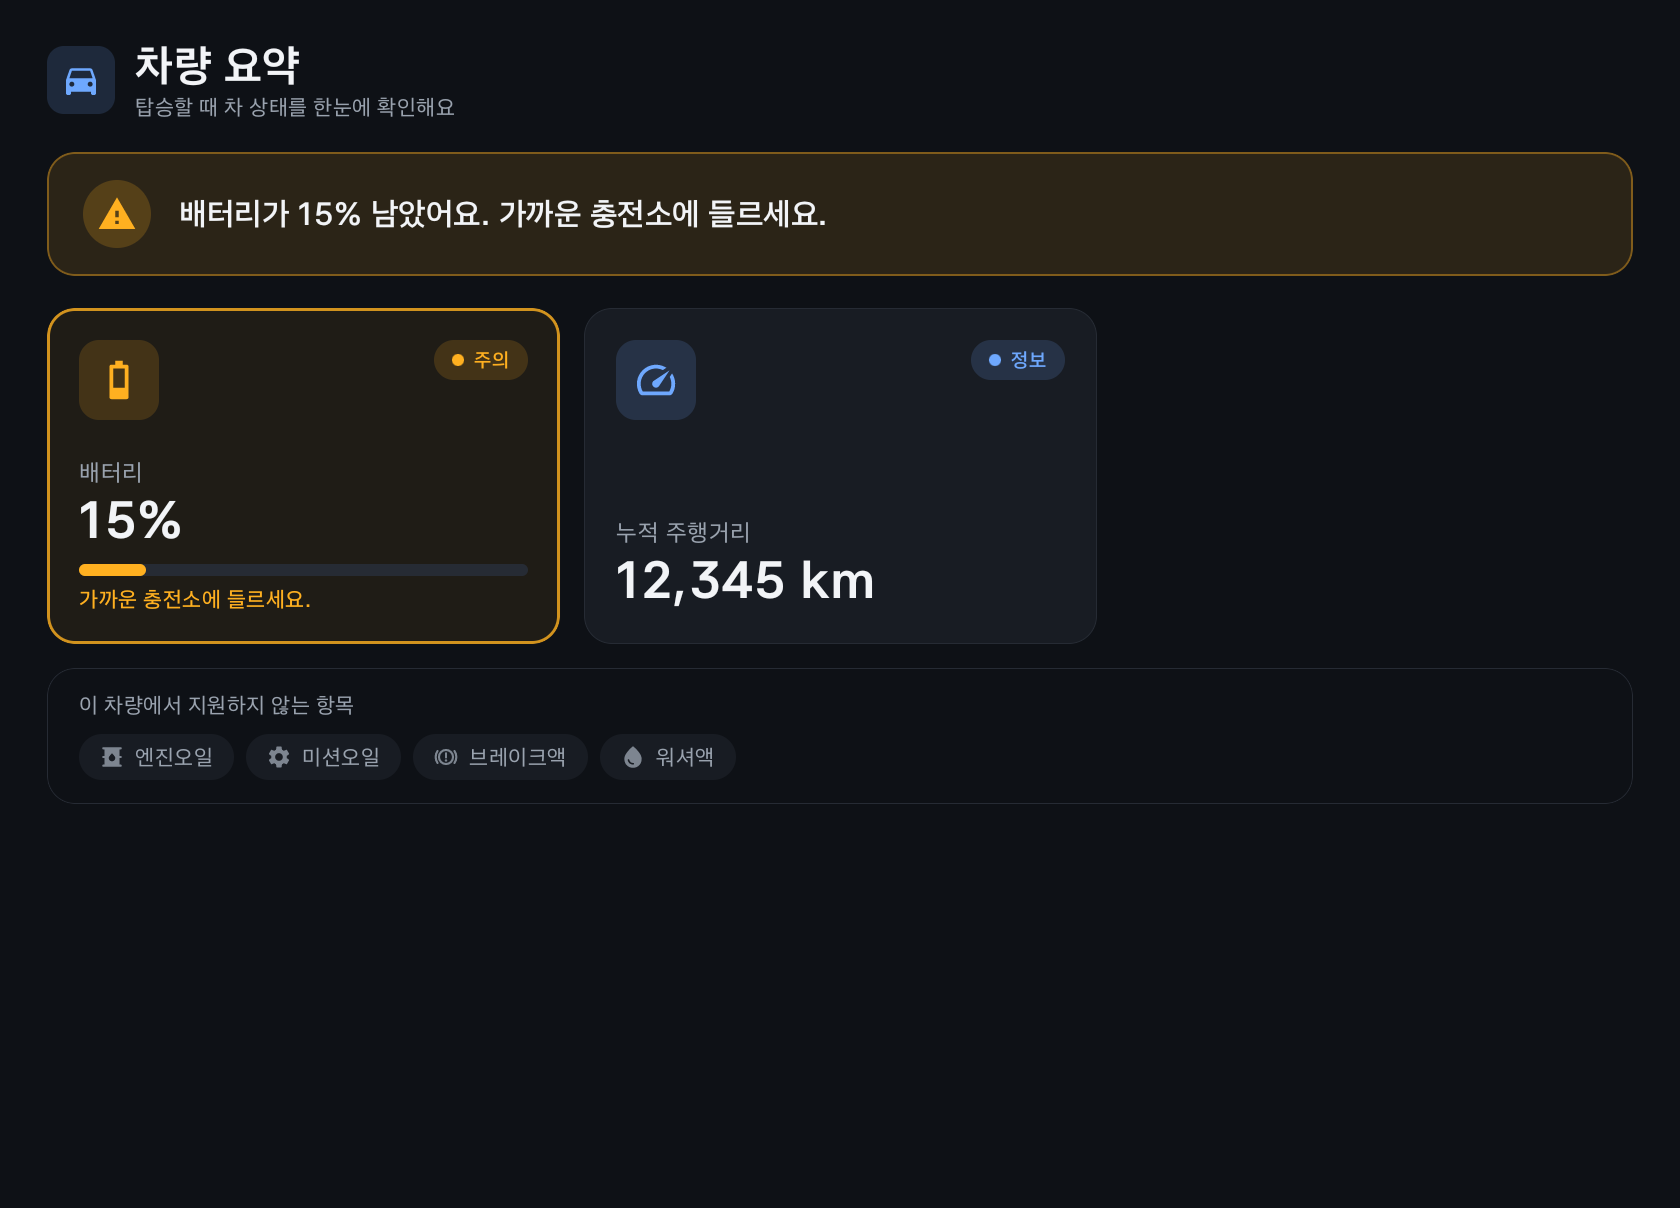 차량 요약
탑승할 때 차 상태를 한눈에 확인해요
배터리가 15% 남았어요. 가까운 충전소에 들르세요.
주의
배터리
15%
가까운 충전소에 들르세요.
정보
누적 주행거리
12,345 km
이 차량에서 지원하지 않는 항목
엔진오일 미션오일 브레이크액 워셔액